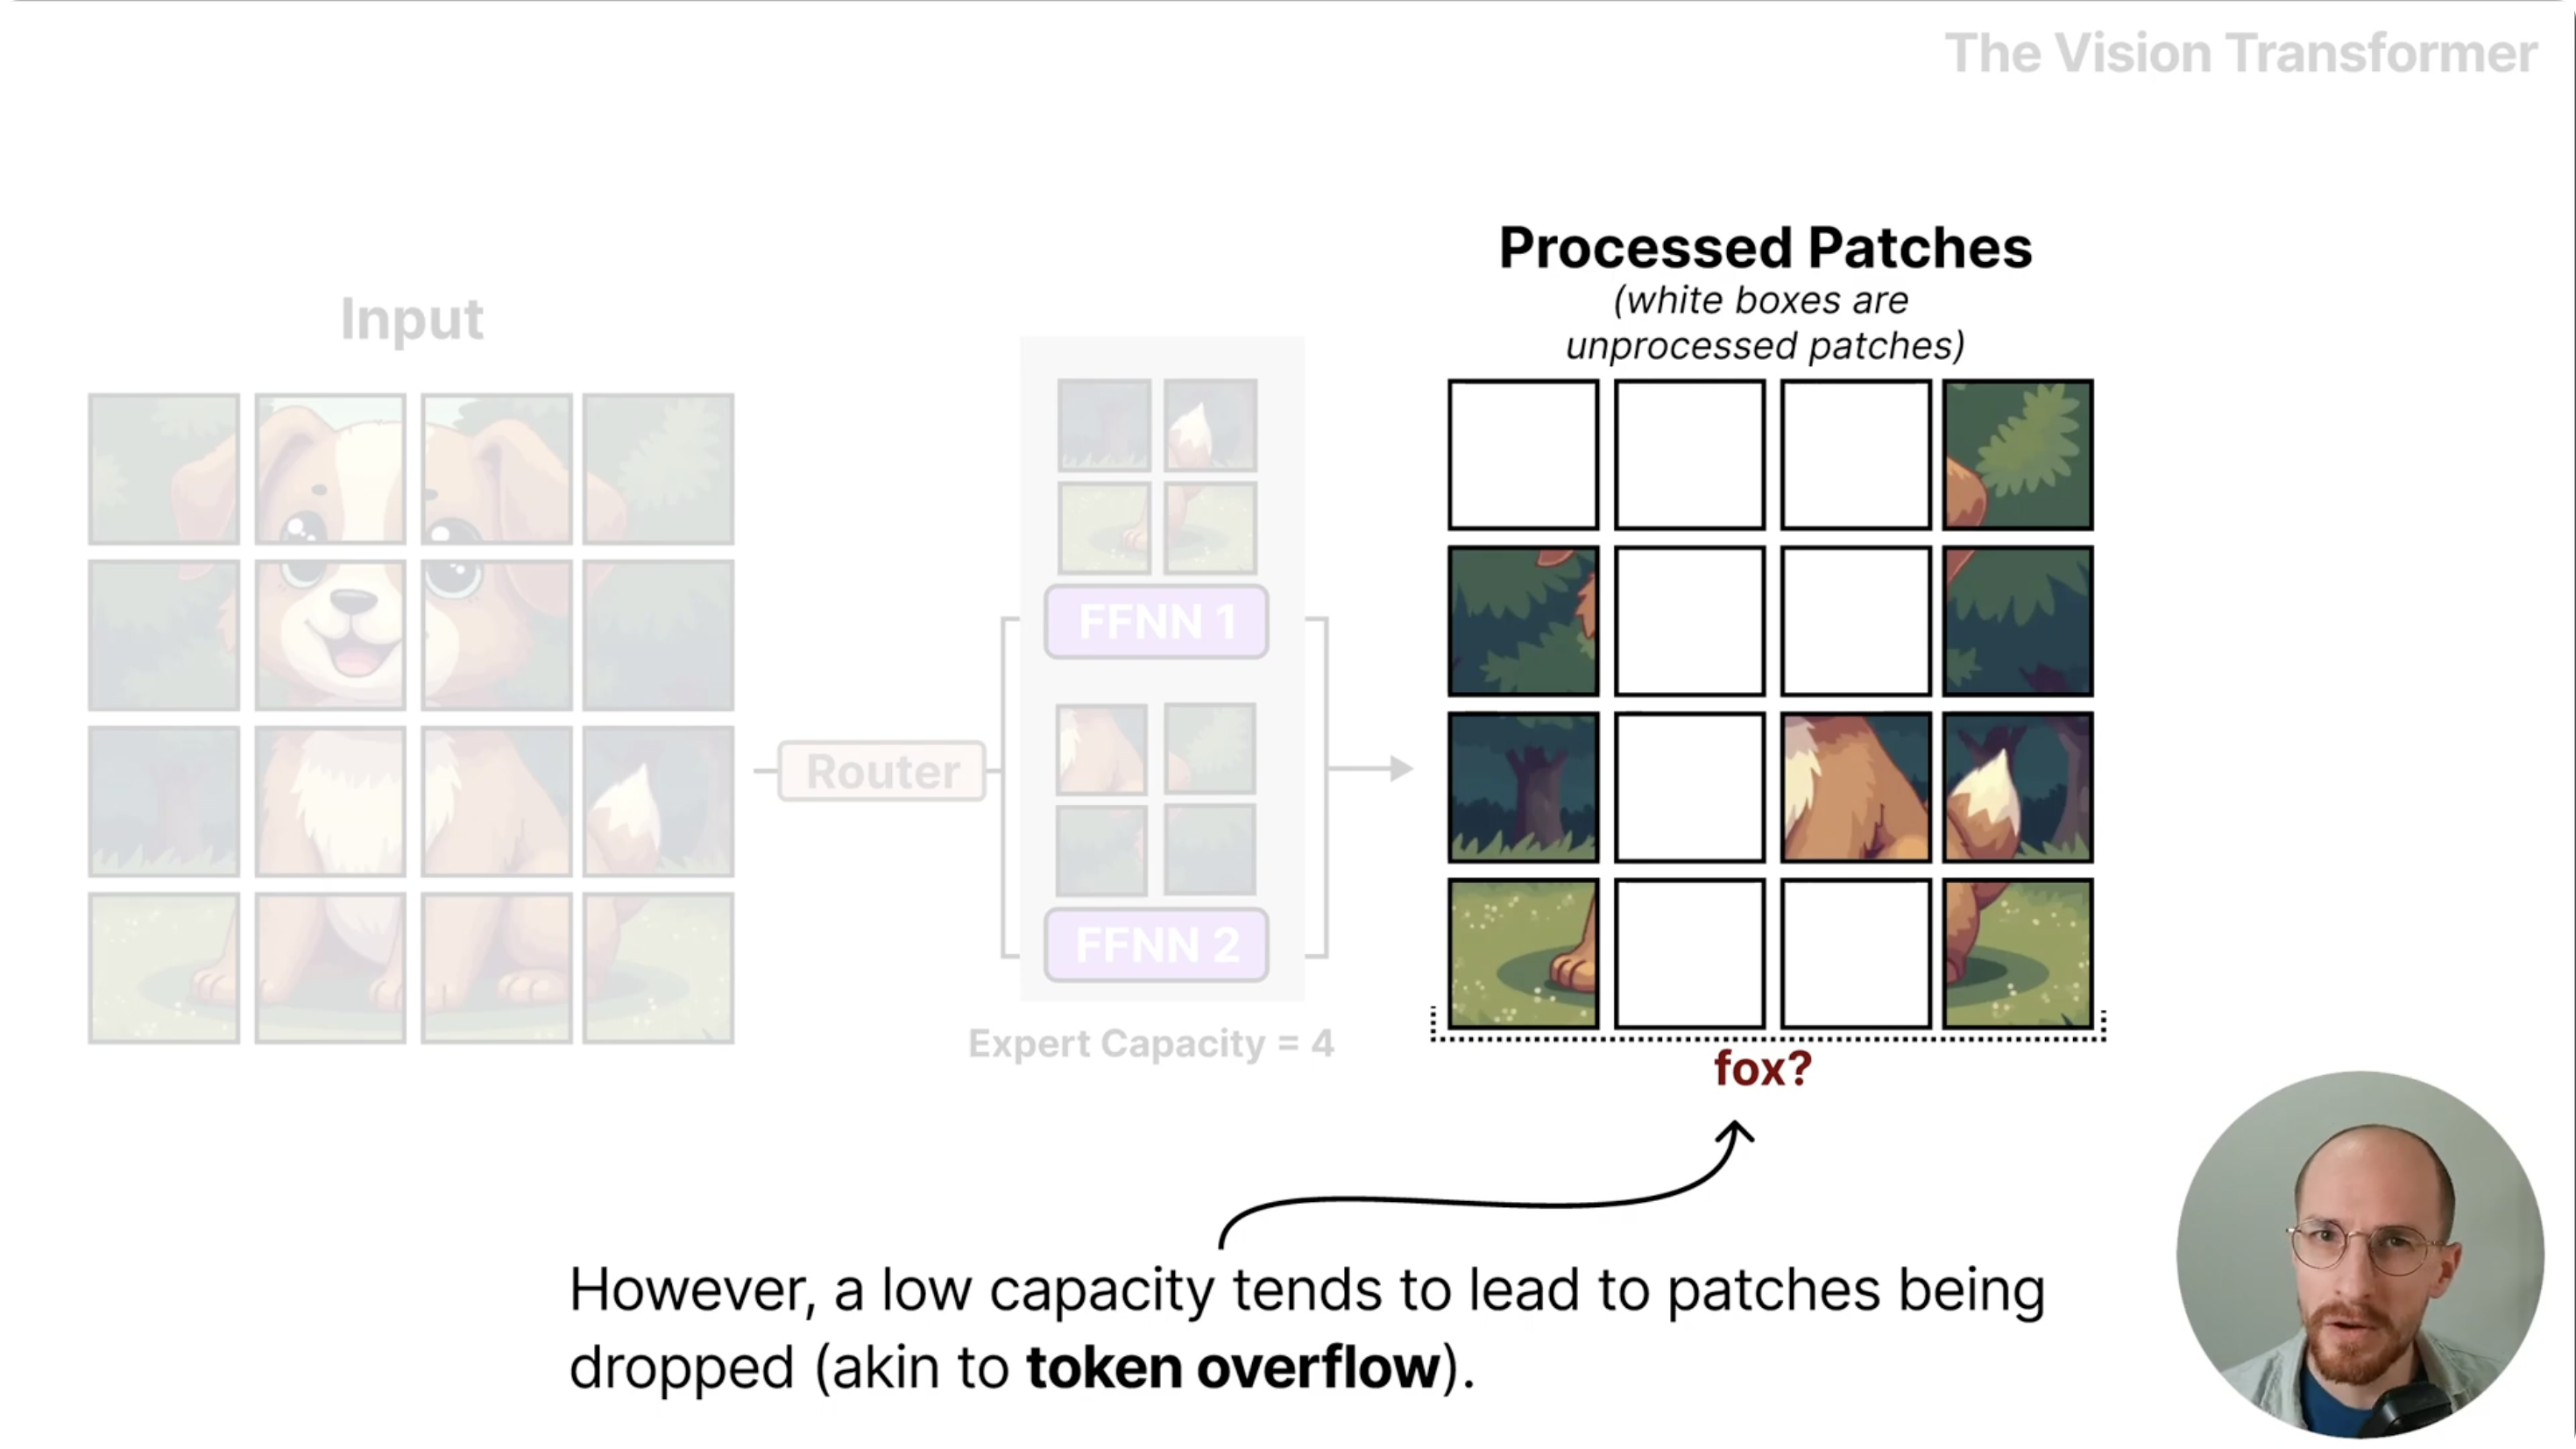 The Vision Transformer
Input
Router
FFNN 1
FFNN 2
Expert Capacity = 4
Processed Patches
(white boxes are
unprocessed patches)
fox?
However, a low capacity tends to lead to patches being
dropped (akin to token overflow).